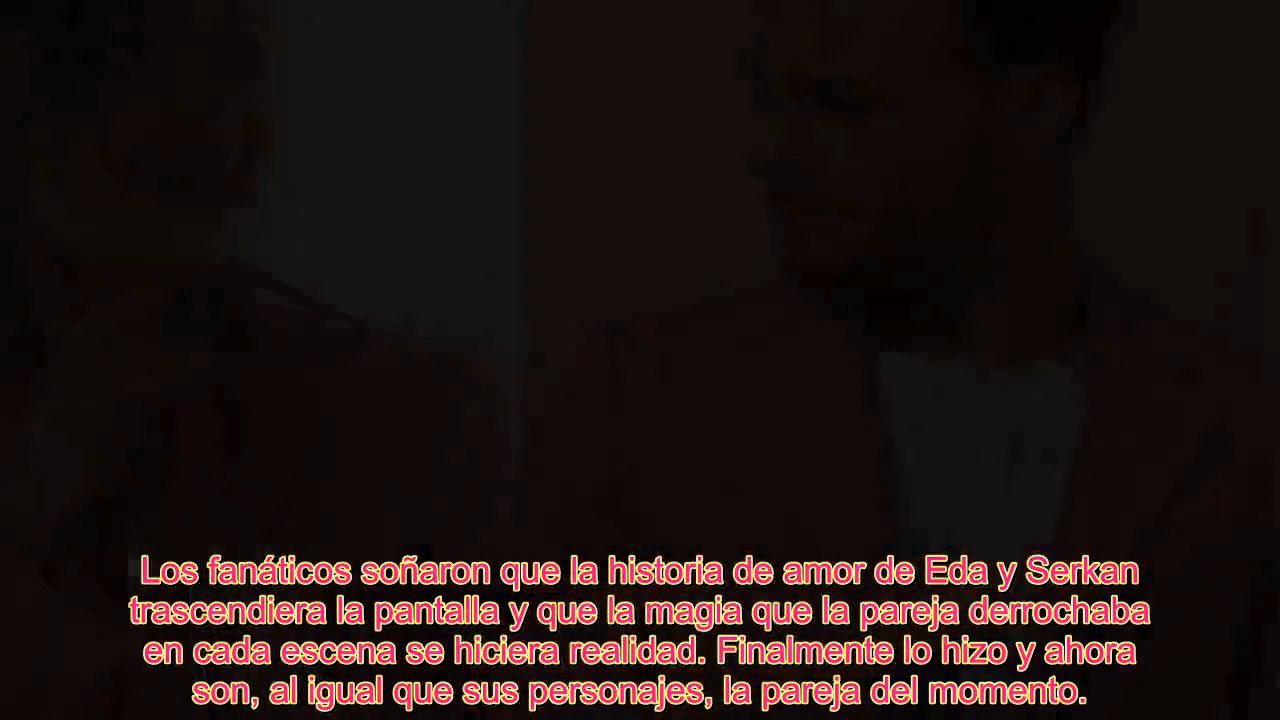 Los fanáticos soñaron que la historia de amor de Eda y Serkan
trascendiera la pantalla y que la magia que la pareja derrochaba
en cada escena se hiciera realidad. Finalmente lo hizo y ahora
son, al igual que sus personajes, la pareja del momento.